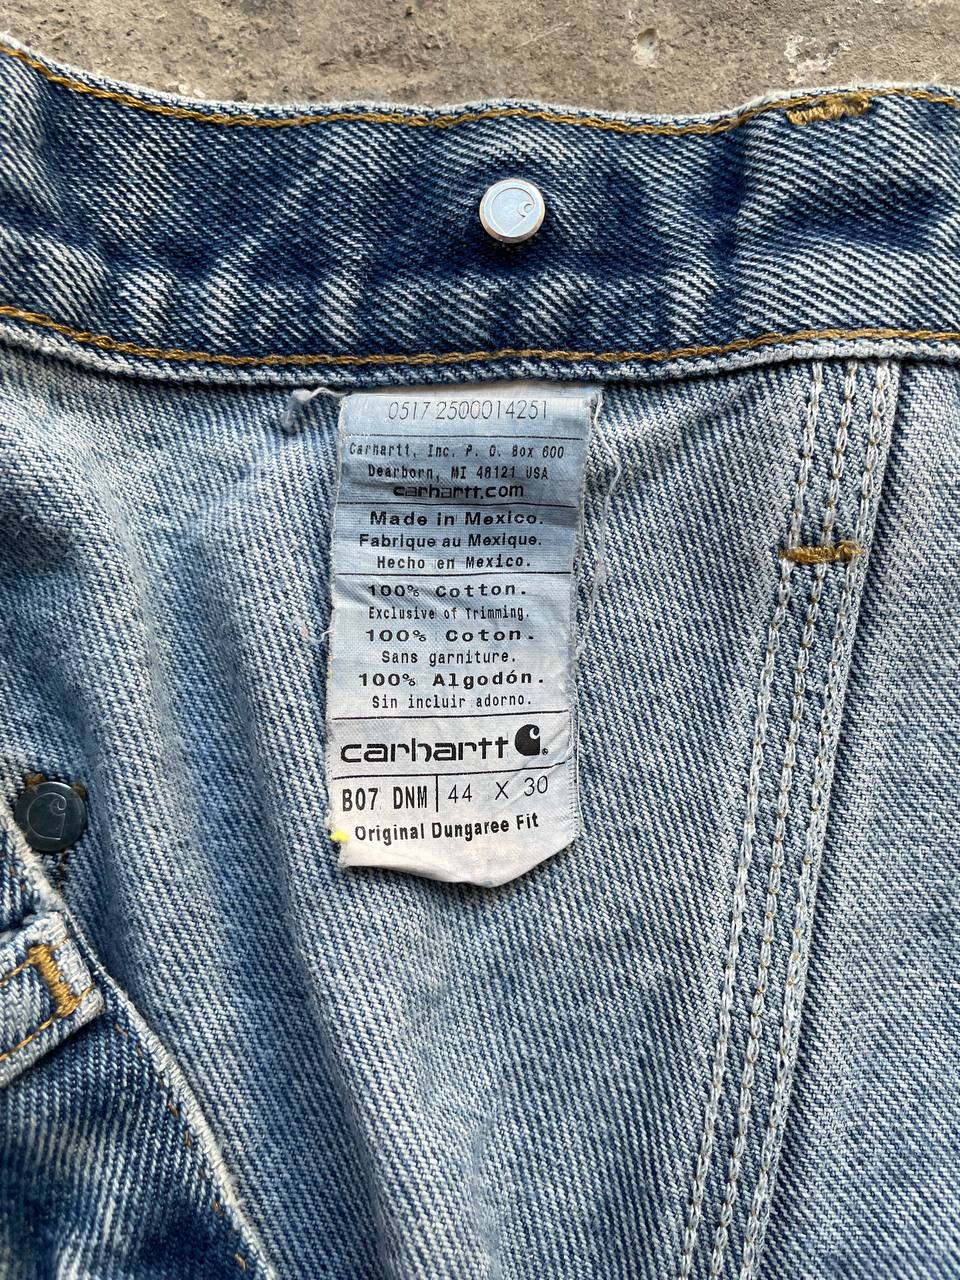 0517 2500014251
Carhartt, Inc. P. O. Box 600
Dearborn, MI 48121 USA
carhartt.com
Made in Mexico.
Fabrique au Mexique.
Hecho en Mexico.
100% Cotton.
Exclusive of Trimming.
100% Coton.
Sans garniture.
100% Algodón.
Sin incluir adorno.
carhartt
B07 DNM 44 X 30
Original Dungaree Fit